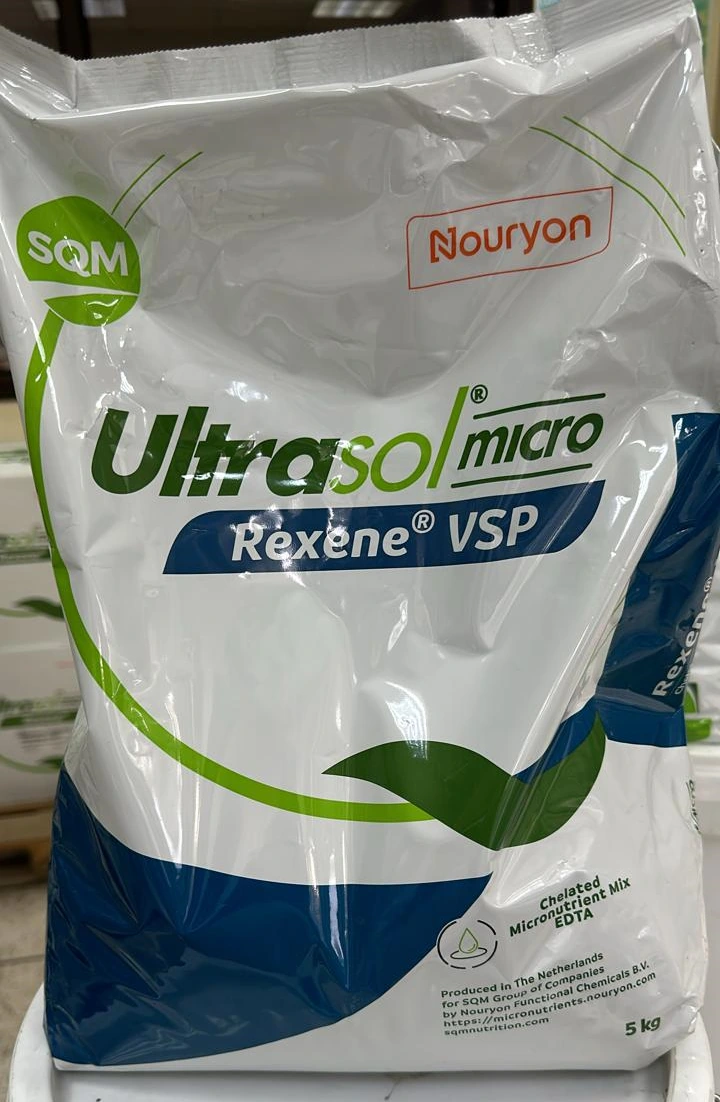 SQM
Nouryon
Ultrasol® micro
Rexene® VSP
Rexene®
Chelated
Micronutrient Mix
EDTA
Produced in The Netherlands
for SQM Group of Companies
by Nouryon Functional Chemicals B.V.
https://micronutrients.nouryon.com
sqmnutrition.com
5 kg